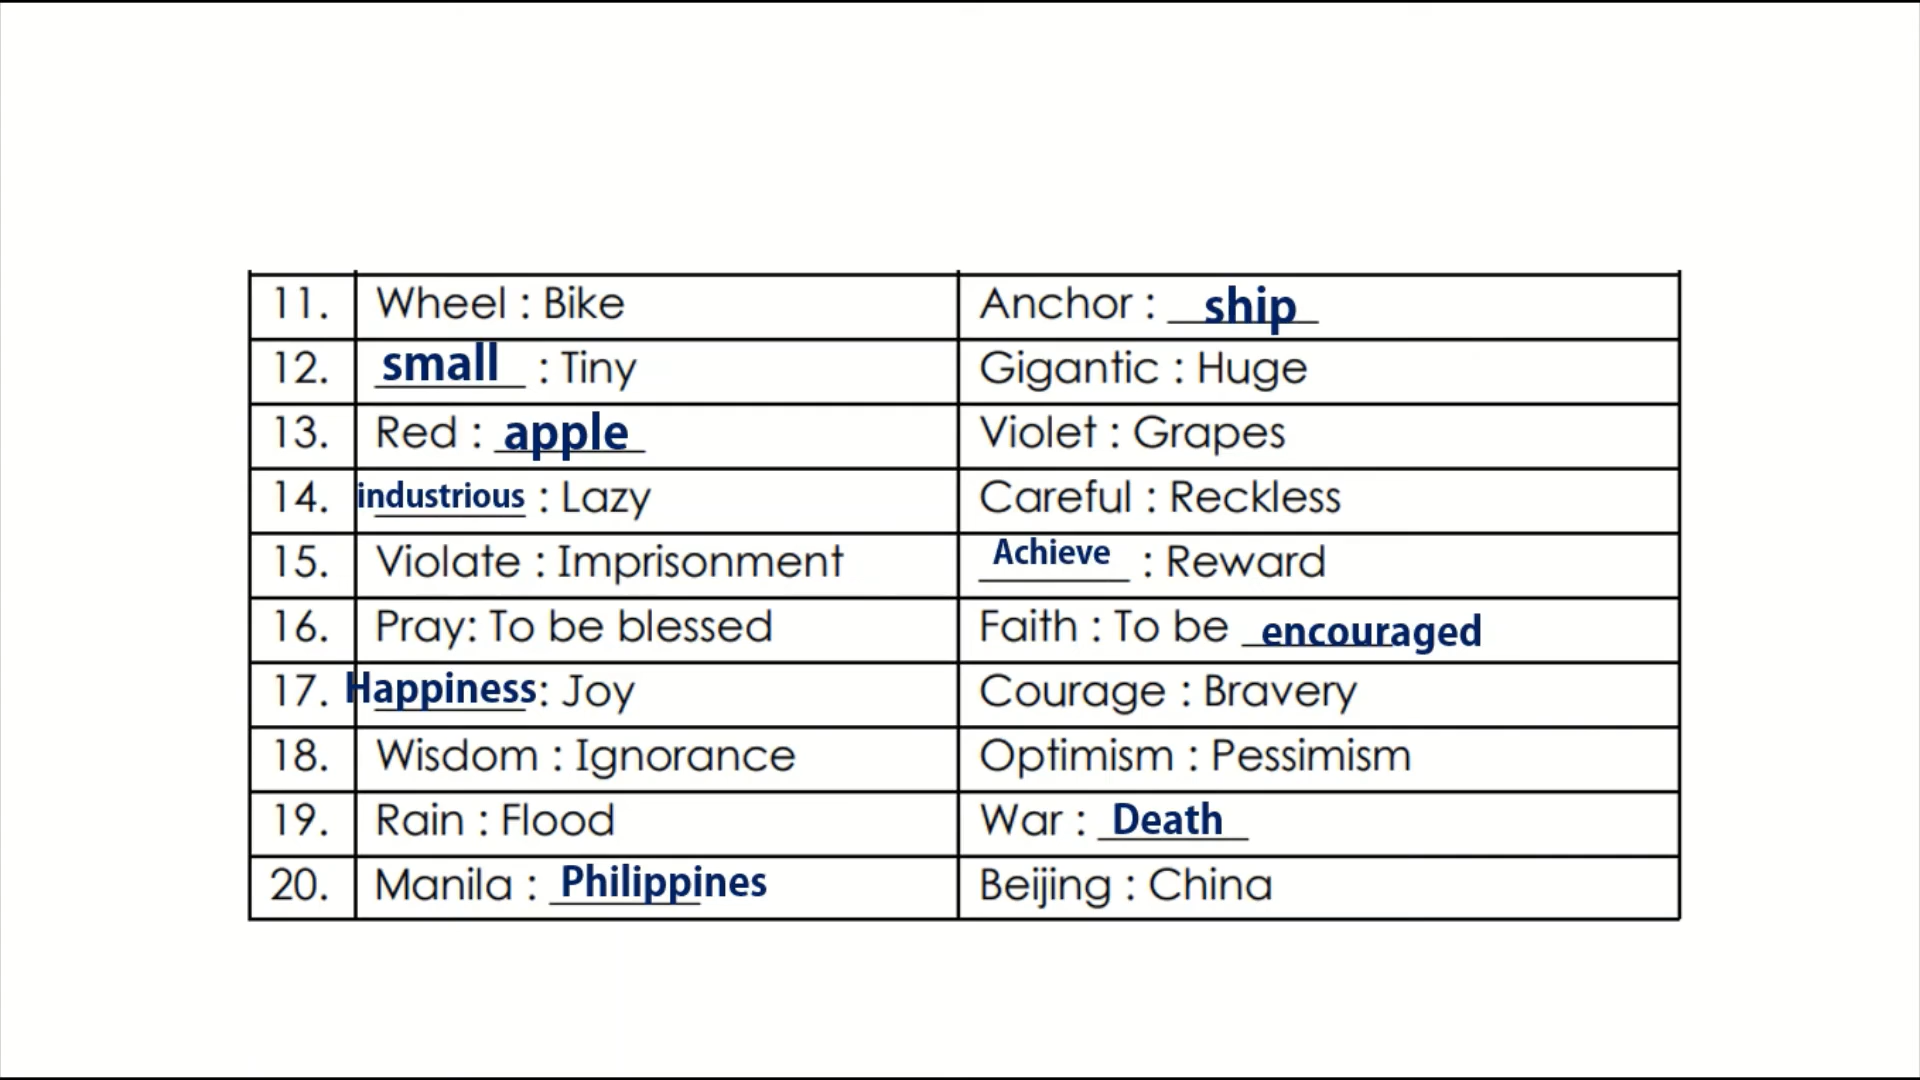 11. Wheel : Bike Anchor : ship
12. small : Tiny Gigantic : Huge
13. Red : apple Violet : Grapes
14. industrious : Lazy Careful : Reckless
15. Violate : Imprisonment Achieve : Reward
16. Pray: To be blessed Faith : To be encouraged
17. Happiness : Joy Courage : Bravery
18. Wisdom : Ignorance Optimism : Pessimism
19. Rain : Flood War : Death
20. Manila : Philippines Beijing : China